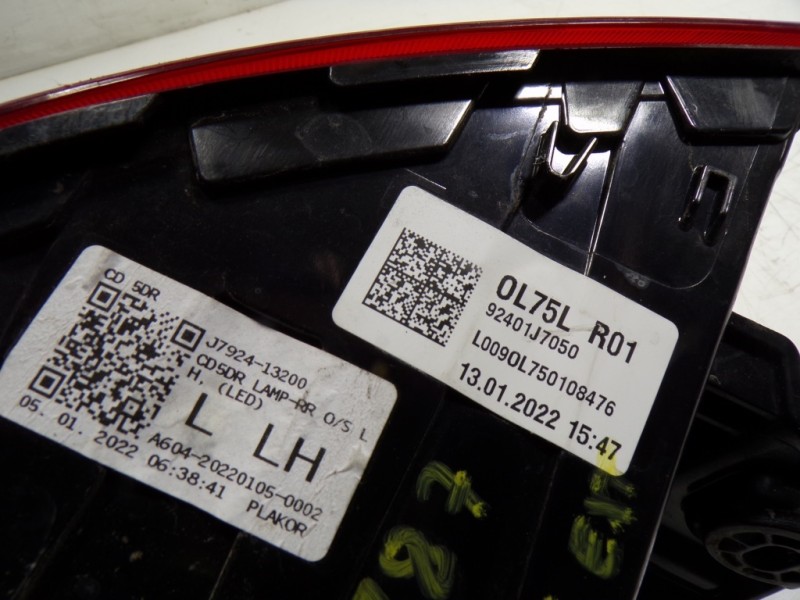 CD 5DR
J7924-13200
CD5DR LAMP-RR O/S L
H. (LED)
L LH
A604-20220105-0002
05. 01. 2022 06:38:41 PLAKOR
OL75L R01
92401J7050
L009OL750108476
13.01.2022 15:47